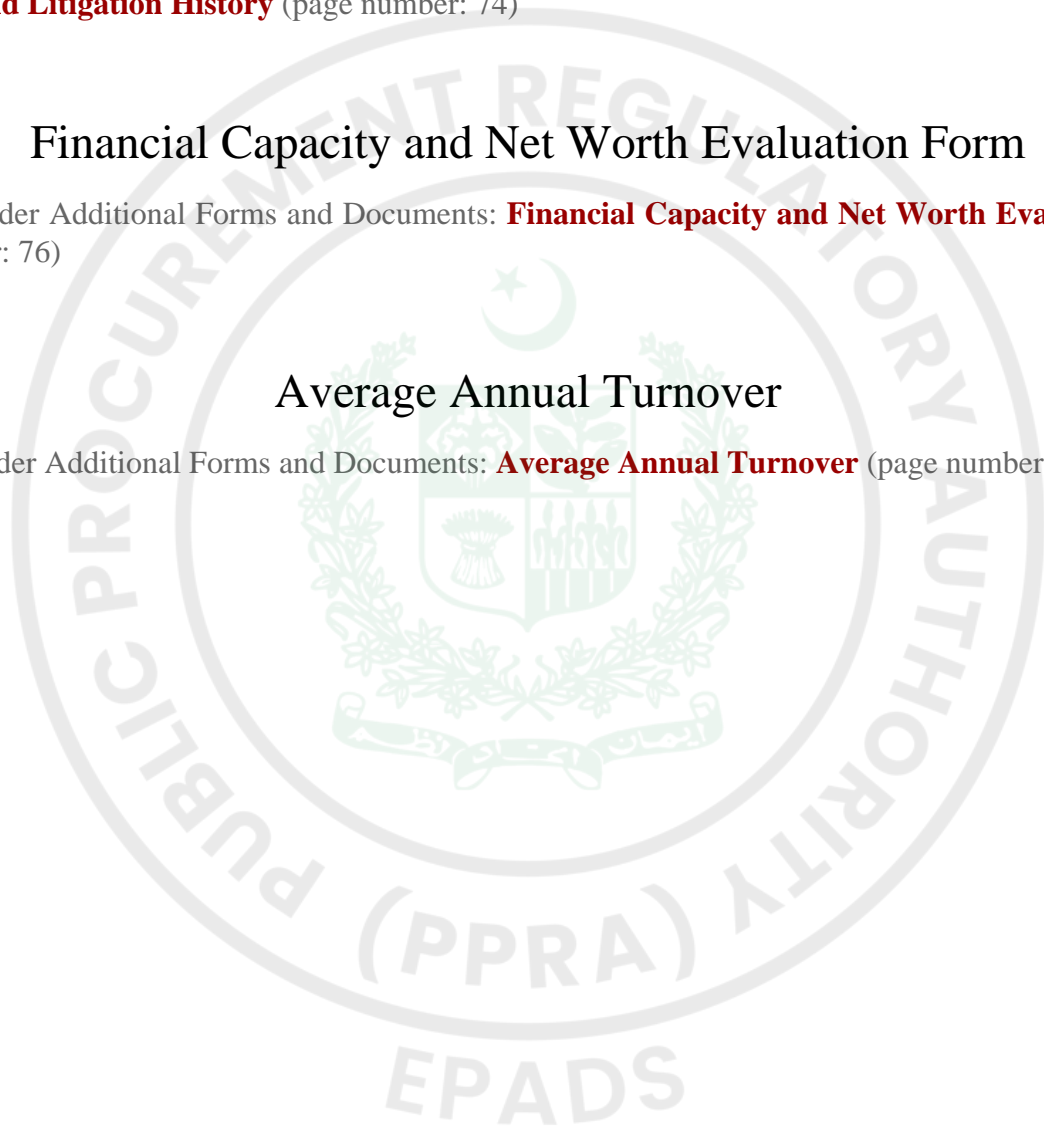 d Litigation History (page number: 74)
Financial Capacity and Net Worth Evaluation Form
der Additional Forms and Documents: Financial Capacity and Net Worth Eva
: 76)
Average Annual Turnover
der Additional Forms and Documents: Average Annual Turnover (page number
PUBLIC PROCUREMENT REGULATORY AUTHORITY
(PPRA)
EPADS